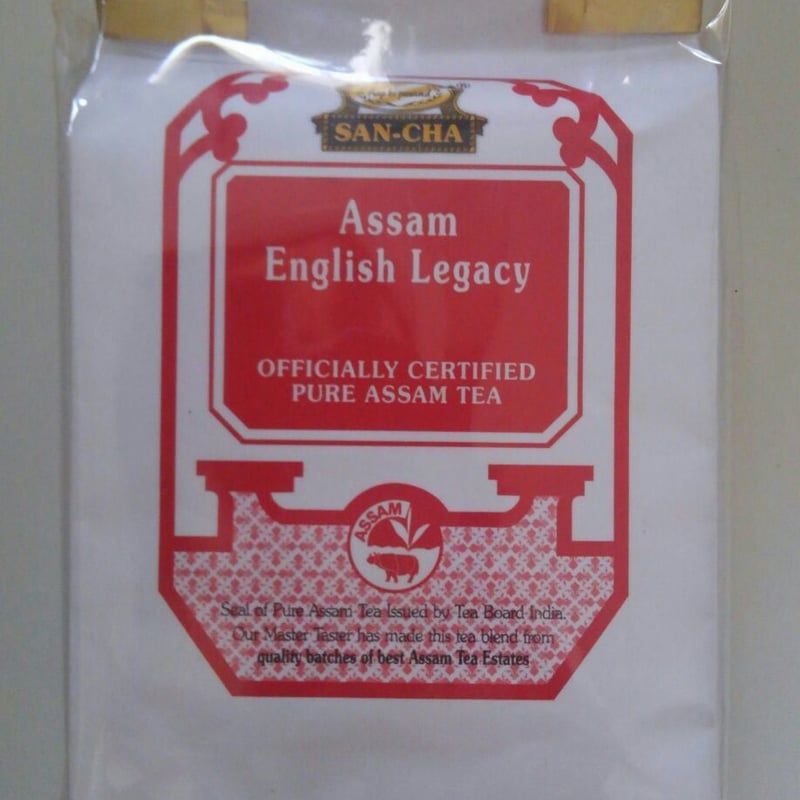 SAN-CHA
Assam
English Legacy
OFFICIALLY CERTIFIED
PURE ASSAM TEA
ASSAM
Seal of Pure Assam Tea Issued by Tea Board India.
Our Master Taster has made this tea blend from
quality batches of best Assam Tea Estates